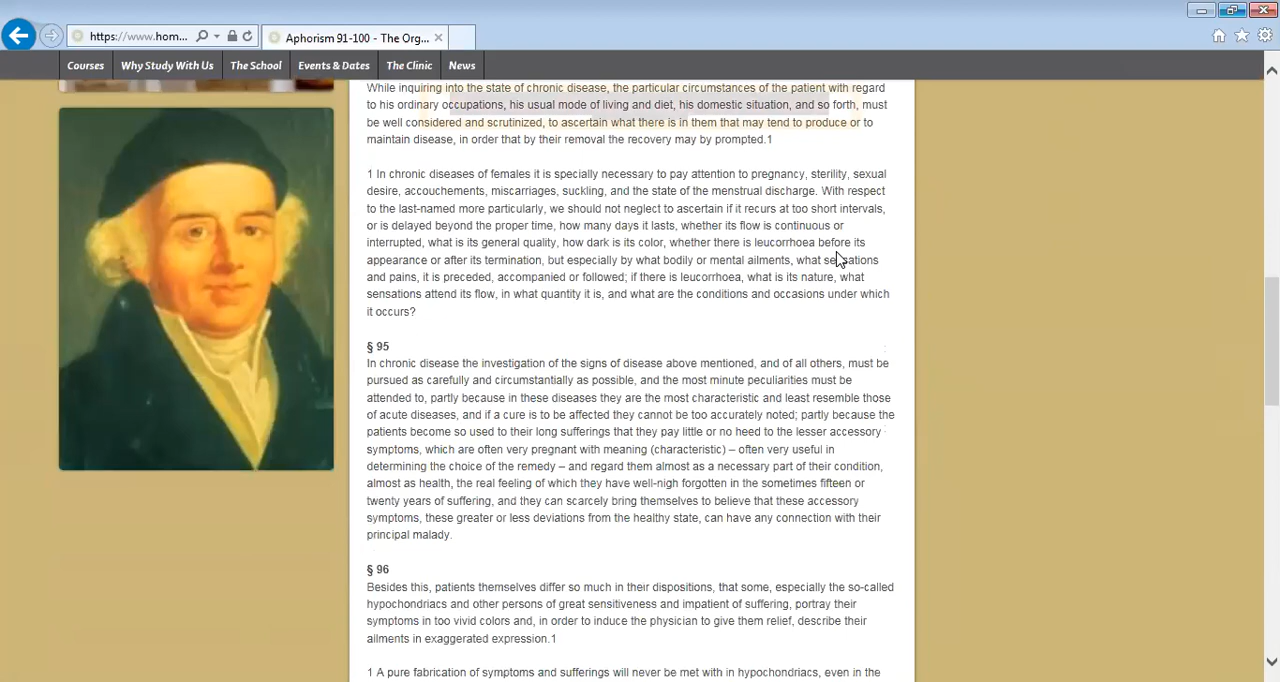 https://www.hom...
Aphorism 91-100 - The Org...
Courses
Why Study With Us
The School
Events & Dates
The Clinic
News
While inquiring into the state of chronic disease, the particular circumstances of the patient with regard
to his ordinary occupations, his usual mode of living and diet, his domestic situation, and so forth, must
be well considered and scrutinized, to ascertain what there is in them that may tend to produce or to
maintain disease, in order that by their removal the recovery may by prompted.1
1 In chronic diseases of females it is specially necessary to pay attention to pregnancy, sterility, sexual
desire, accouchements, miscarriages, suckling, and the state of the menstrual discharge. With respect
to the last-named more particularly, we should not neglect to ascertain if it recurs at too short intervals,
or is delayed beyond the proper time, how many days it lasts, whether its flow is continuous or
interrupted, what is its general quality, how dark is its color, whether there is leucorrhoea before its
appearance or after its termination, but especially by what bodily or mental ailments, what sensations
and pains, it is preceded, accompanied or followed; if there is leucorrhoea, what is its nature, what
sensations attend its flow, in what quantity it is, and what are the conditions and occasions under which
it occurs?
§ 95
In chronic disease the investigation of the signs of disease above mentioned, and of all others, must be
pursued as carefully and circumstantially as possible, and the most minute peculiarities must be
attended to, partly because in these diseases they are the most characteristic and least resemble those
of acute diseases, and if a cure is to be affected they cannot be too accurately noted; partly because the
patients become so used to their long sufferings that they pay little or no heed to the lesser accessory
symptoms, which are often very pregnant with meaning (characteristic) – often very useful in
determining the choice of the remedy – and regard them almost as a necessary part of their condition,
almost as health, the real feeling of which they have well-nigh forgotten in the sometimes fifteen or
twenty years of suffering, and they can scarcely bring themselves to believe that these accessory
symptoms, these greater or less deviations from the healthy state, can have any connection with their
principal malady.
§ 96
Besides this, patients themselves differ so much in their dispositions, that some, especially the so-called
hypochondriacs and other persons of great sensitiveness and impatient of suffering, portray their
symptoms in too vivid colors and, in order to induce the physician to give them relief, describe their
ailments in exaggerated expression.1
1 A pure fabrication of symptoms and sufferings will never be met with in hypochondriacs, even in the